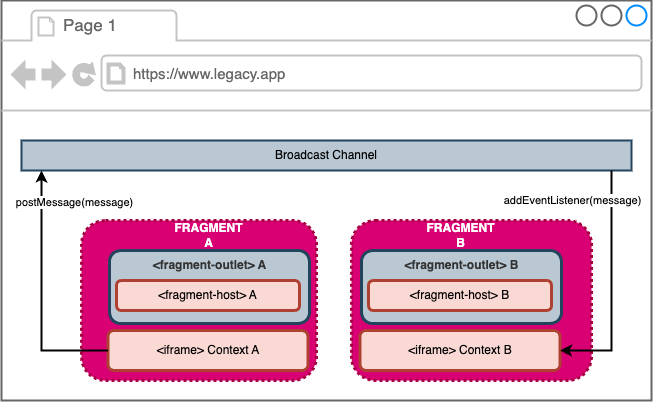 Page 1
https://www.legacy.app
Broadcast Channel
postMessage(message)
addEventListener(message)
FRAGMENT
A
<fragment-outlet> A
<fragment-host> A
<iframe> Context A
FRAGMENT
B
<fragment-outlet> B
<fragment-host> B
<iframe> Context B